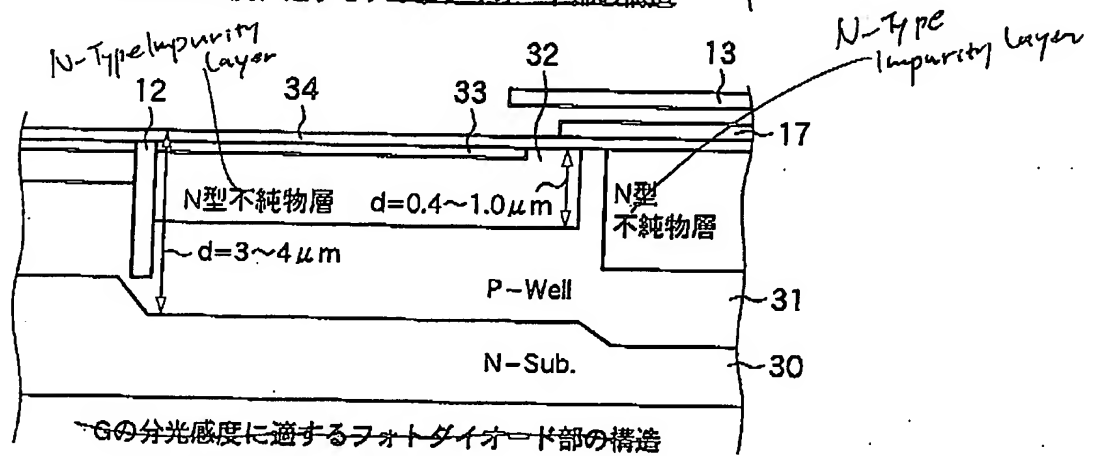 N-Type Impurity
Layer
N-Type
Impurity Layer
12
34
33
32
13
17
N型不純物層
d=0.4～1.0μm
N型
不純物層
d=3～4μm
P-Well
31
N-Sub.
30
Gの分光感度に適するフォトダイオード部の構造